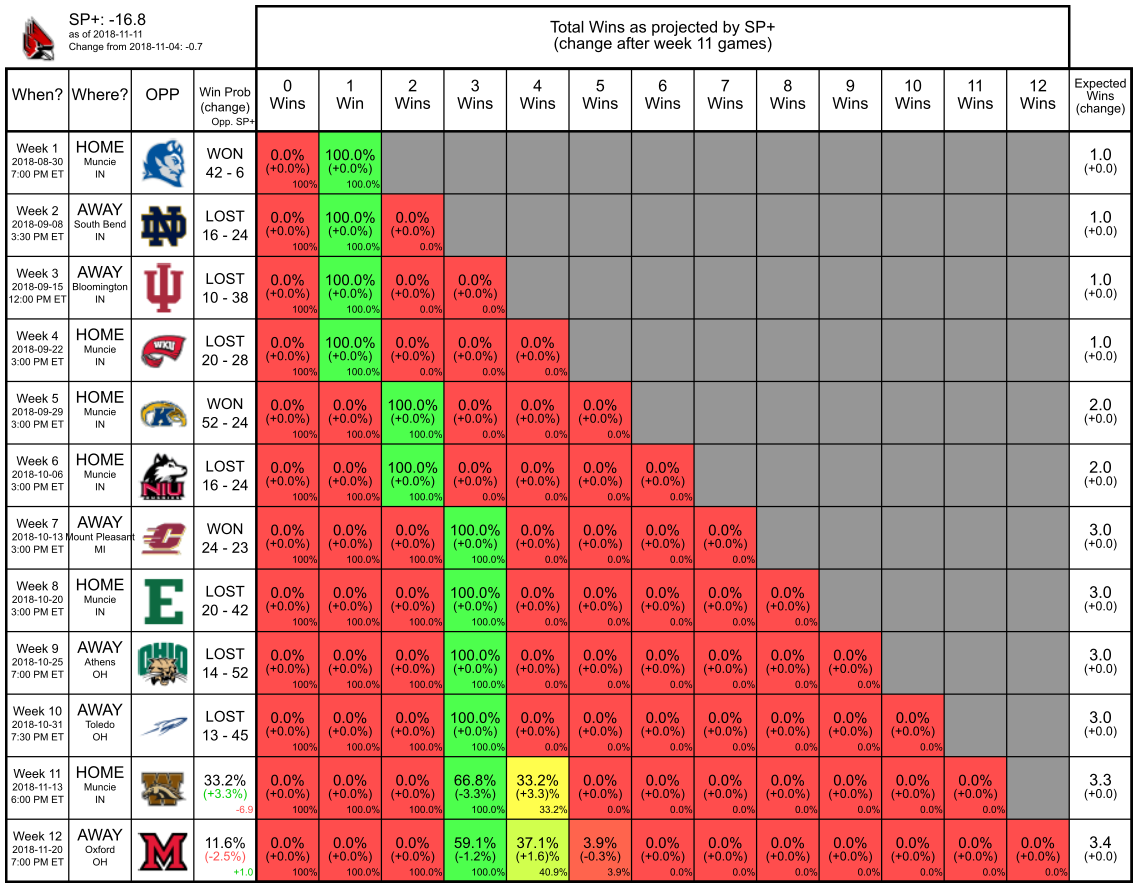 SP+: -16.8
as of 2018-11-11
Change from 2018-11-04: -0.7
Total Wins as projected by SP+
(change after week 11 games)
When? Where? OPP Win Prob (change) Opp. SP+ 0 Wins 1 Win 2 Wins 3 Wins 4 Wins 5 Wins 6 Wins 7 Wins 8 Wins 9 Wins 10 Wins 11 Wins 12 Wins Expected Wins (change)
Week 1 HOME WON 0.0% 100.0% 1.0
2018-08-30 Muincie 42 - 6 (+0.0%) (+0.0%) (+0.0)
7:00 PM ET IN 100% 100.0%
Week 2 AWAY LOST 0.0% 100.0% 0.0% 1.0
2018-09-08 South Bend ND 16 - 24 (+0.0%) (+0.0%) (+0.0%) (+0.0)
3:30 PM ET IN 100% 100.0% 0.0%
Week 3 AWAY LOST 0.0% 100.0% 0.0% 0.0% 1.0
2018-09-15 Bloomington 10 - 38 (+0.0%) (+0.0%) (+0.0%) (+0.0%) (+0.0)
12:00 PM ET IN 100% 100.0% 0.0% 0.0%
Week 4 HOME LOST 0.0% 100.0% 0.0% 0.0% 0.0% 1.0
2018-09-22 Muncie WKU 20 - 28 (+0.0%) (+0.0%) (+0.0%) (+0.0%) (+0.0%) (+0.0)
3:00 PM ET IN 100% 100.0% 0.0% 0.0% 0.0%
Week 5 HOME WON 0.0% 0.0% 100.0% 0.0% 0.0% 0.0% 2.0
2018-09-29 Muncie K 52 - 24 (+0.0%) (+0.0%) (+0.0%) (+0.0%) (+0.0%) (+0.0%) (+0.0)
3:00 PM ET IN 100% 100.0% 100.0% 0.0% 0.0% 0.0%
Week 6 HOME LOST 0.0% 0.0% 100.0% 0.0% 0.0% 0.0% 0.0% 2.0
2018-10-06 Muncie NIU 16 - 24 (+0.0%) (+0.0%) (+0.0%) (+0.0%) (+0.0%) (+0.0%) (+0.0%) (+0.0)
3:00 PM ET IN 100% 100.0% 100.0% 0.0% 0.0% 0.0% 0.0%
Week 7 AWAY WON 0.0% 0.0% 0.0% 100.0% 0.0% 0.0% 0.0% 0.0% 3.0
2018-10-13 Mount Pleasant C 24 - 23 (+0.0%) (+0.0%) (+0.0%) (+0.0%) (+0.0%) (+0.0%) (+0.0%) (+0.0%) (+0.0)
3:00 PM ET MI 100% 100.0% 100.0% 100.0% 0.0% 0.0% 0.0% 0.0%
Week 8 HOME LOST 0.0% 0.0% 0.0% 100.0% 0.0% 0.0% 0.0% 0.0% 0.0% 3.0
2018-10-20 Muncie E 20 - 42 (+0.0%) (+0.0%) (+0.0%) (+0.0%) (+0.0%) (+0.0%) (+0.0%) (+0.0%) (+0.0%) (+0.0)
3:00 PM ET IN 100% 100.0% 100.0% 100.0% 0.0% 0.0% 0.0% 0.0% 0.0%
Week 9 AWAY LOST 0.0% 0.0% 0.0% 100.0% 0.0% 0.0% 0.0% 0.0% 0.0% 0.0% 3.0
2018-10-25 Athens OHIO 14 - 52 (+0.0%) (+0.0%) (+0.0%) (+0.0%) (+0.0%) (+0.0%) (+0.0%) (+0.0%) (+0.0%) (+0.0%) (+0.0)
7:00 PM ET OH 100% 100.0% 100.0% 100.0% 0.0% 0.0% 0.0% 0.0% 0.0% 0.0%
Week 10 AWAY LOST 0.0% 0.0% 0.0% 100.0% 0.0% 0.0% 0.0% 0.0% 0.0% 0.0% 0.0% 3.0
2018-10-31 Toledo 13 - 45 (+0.0%) (+0.0%) (+0.0%) (+0.0%) (+0.0%) (+0.0%) (+0.0%) (+0.0%) (+0.0%) (+0.0%) (+0.0%) (+0.0)
7:30 PM ET OH 100% 100.0% 100.0% 100.0% 0.0% 0.0% 0.0% 0.0% 0.0% 0.0% 0.0%
Week 11 HOME 33.2% 0.0% 0.0% 0.0% 66.8% 33.2% 0.0% 0.0% 0.0% 0.0% 0.0% 0.0% 0.0% 3.3
2018-11-13 Muncie W (+3.3%) (+0.0%) (+0.0%) (+0.0%) (-3.3%) (+3.3)% (+0.0%) (+0.0%) (+0.0%) (+0.0%) (+0.0%) (+0.0%) (+0.0%) (+0.0)
6:00 PM ET IN -6.9 100% 100.0% 100.0% 100.0% 33.2% 0.0% 0.0% 0.0% 0.0% 0.0% 0.0% 0.0%
Week 12 AWAY 11.6% 0.0% 0.0% 0.0% 59.1% 37.1% 3.9% 0.0% 0.0% 0.0% 0.0% 0.0% 0.0% 0.0% 3.4
2018-11-20 Oxford M (-2.5%) (+0.0%) (+0.0%) (+0.0%) (-1.2%) (+1.6)% (-0.3%) (+0.0%) (+0.0%) (+0.0%) (+0.0%) (+0.0%) (+0.0%) (+0.0%) (+0.0)
7:00 PM ET OH +1.0 100% 100.0% 100.0% 100.0% 40.9% 3.9% 0.0% 0.0% 0.0% 0.0% 0.0% 0.0% 0.0%